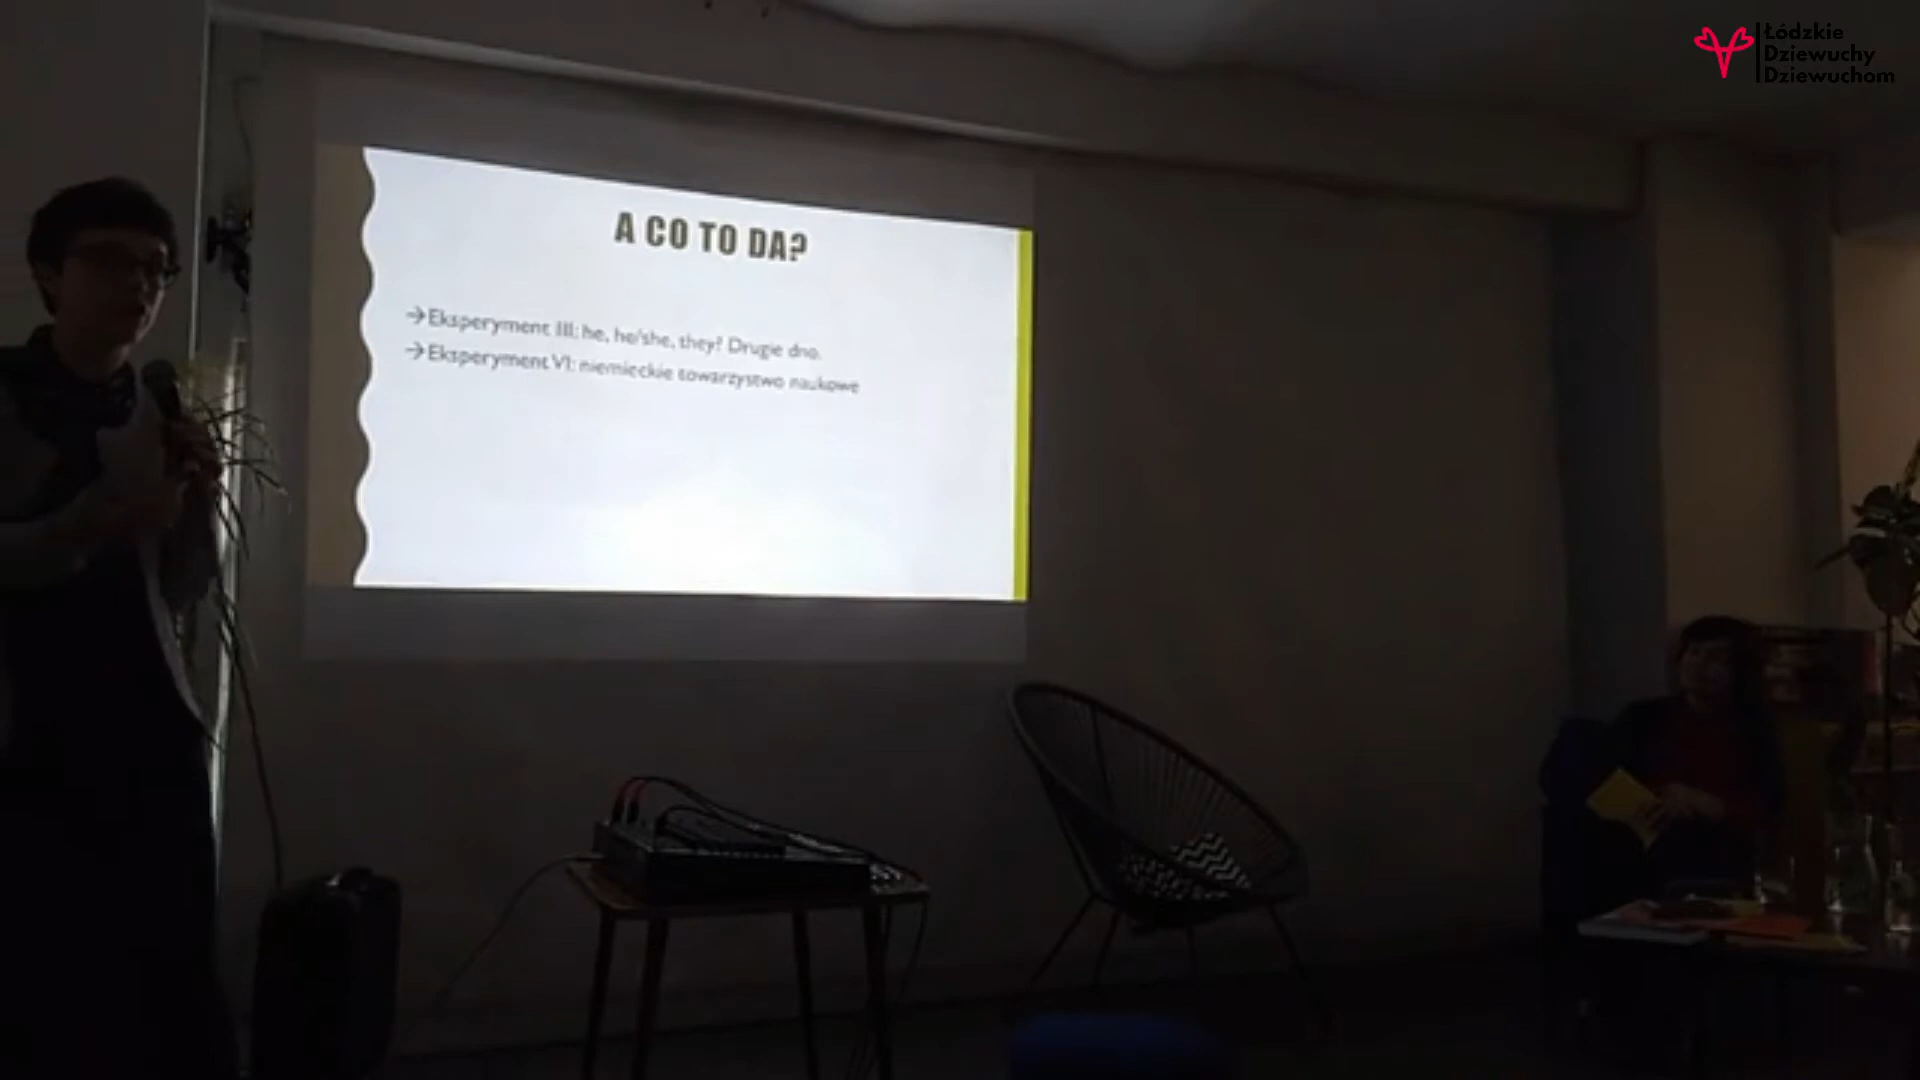 Łódzkie
Dziewuchy
Dziewuchom
A CO TO DA?
→Eksperyment III: he, he/she, they? Drugie dno.
→Eksperyment VI: niemieckie towarzystwo naukowe